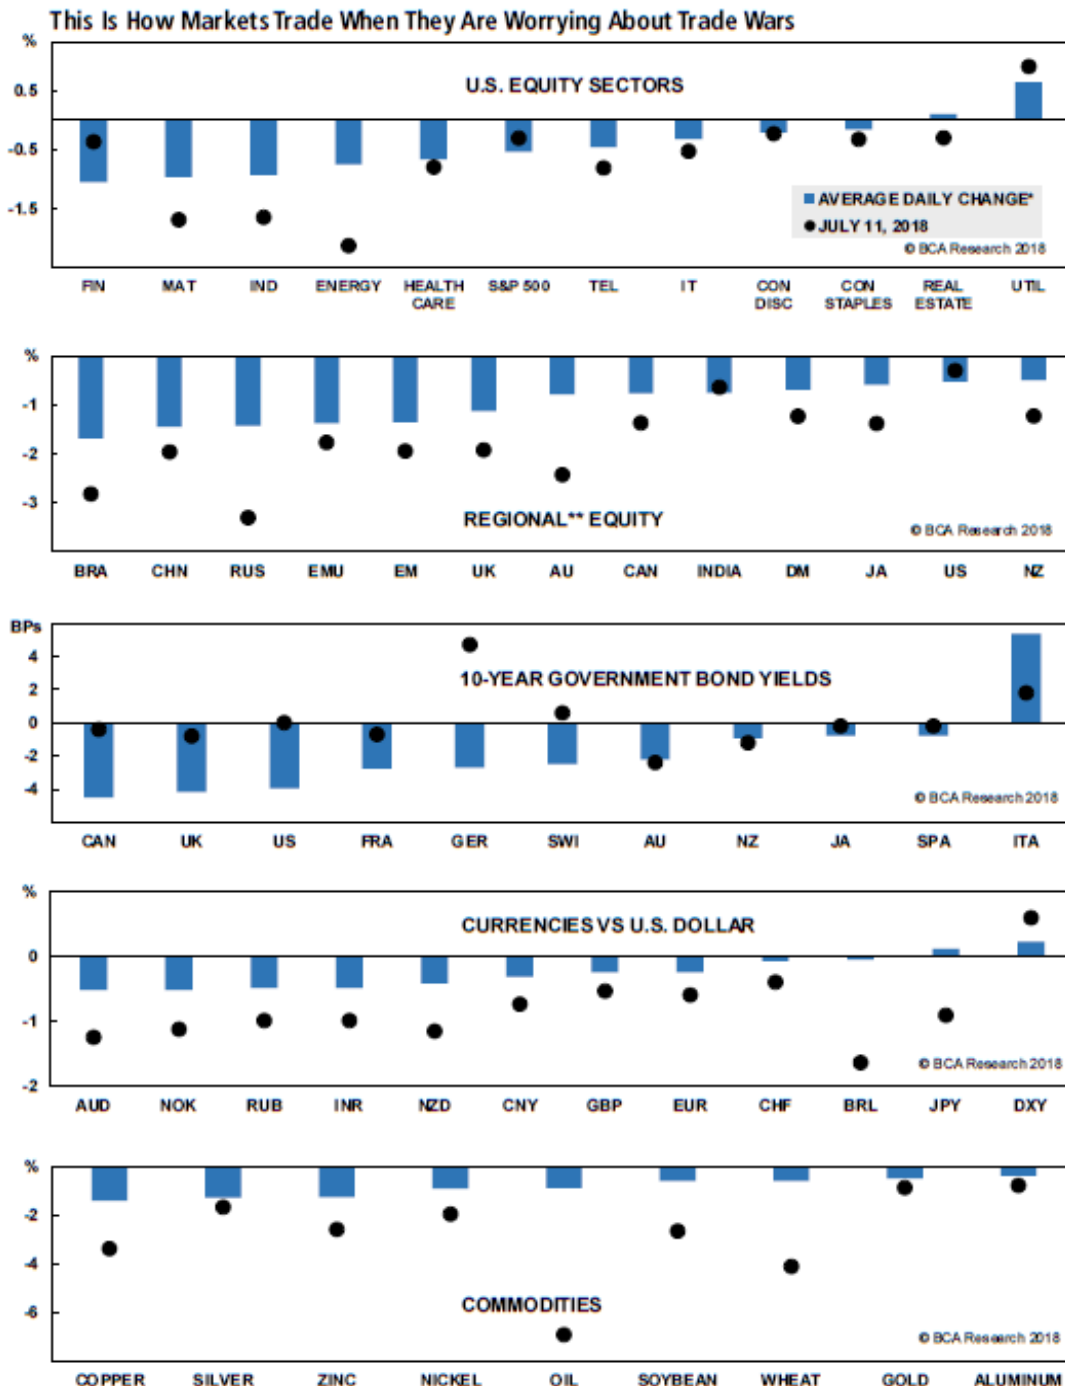 This Is How Markets Trade When They Are Worrying About Trade Wars
%
U.S. EQUITY SECTORS
0.5
-0.5
-1.5
AVERAGE DAILY CHANGE*
JULY 11, 2018
© BCA Research 2018
FIN MAT IND ENERGY HEALTH CARE S&P 500 TEL IT CON DISC CON STAPLES REAL ESTATE UTIL
%
-1
-2
-3
REGIONAL** EQUITY
© BCA Research 2018
BRA CHN RUS EMU EM UK AU CAN INDIA DM JA US NZ
BPs
4
10-YEAR GOVERNMENT BOND YIELDS
2
0
-2
-4
© BCA Research 2018
CAN UK US FRA GER SWI AU NZ JA SPA ITA
%
CURRENCIES VS U.S. DOLLAR
0
-1
© BCA Research 2018
-2
AUD NOK RUB INR NZD CNY GBP EUR CHF BRL JPY DXY
%
-2
-4
COMMODITIES
-6
© BCA Research 2018
COPPER SILVER ZINC NICKEL OIL SOYBEAN WHEAT GOLD ALUMINUM